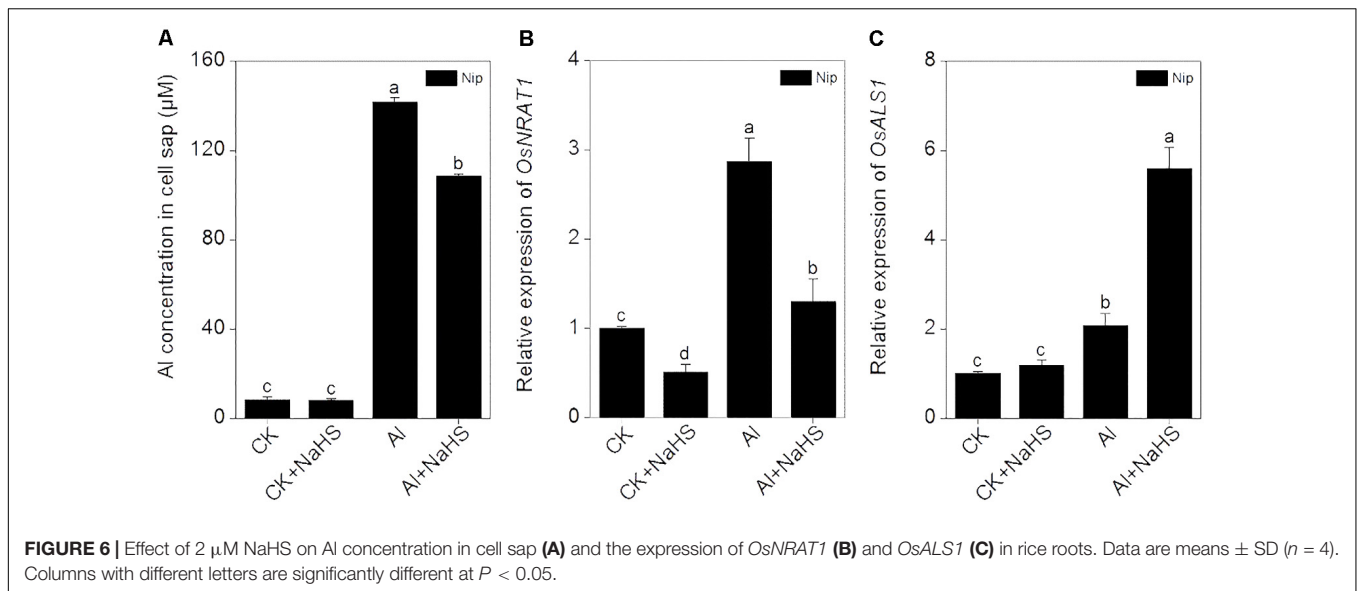 A
Al concentration in cell sap (µM)
160
120
80
40
0
Nip
c
c
a
b
CK
CK+NaHS
Al
Al+NaHS
B
Relative expression of OsNRAT1
4
3
2
1
0
Nip
c
d
a
b
CK
CK+NaHS
Al
Al+NaHS
C
Relative expression of OsALS1
8
6
4
2
0
Nip
c
c
b
a
CK
CK+NaHS
Al
Al+NaHS
FIGURE 6 | Effect of 2 µM NaHS on Al concentration in cell sap (A) and the expression of OsNRAT1 (B) and OsALS1 (C) in rice roots. Data are means ± SD (n = 4).
Columns with different letters are significantly different at P < 0.05.